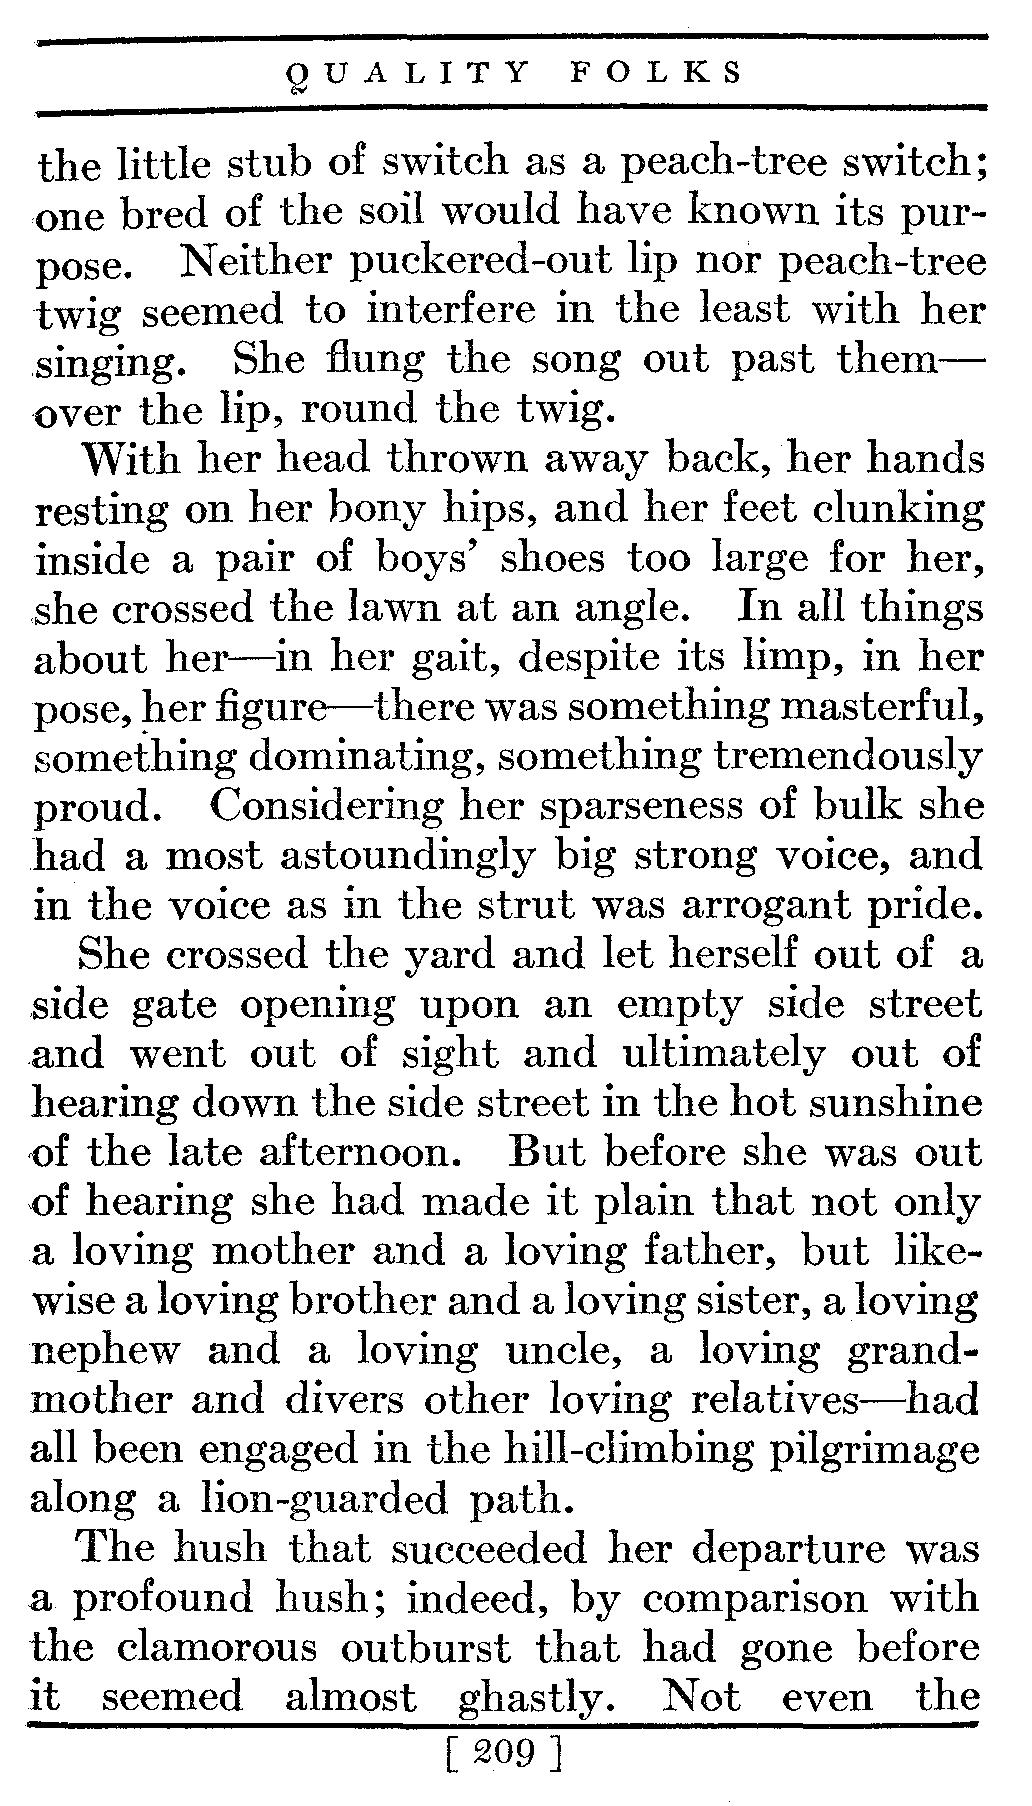 QUALITY FOLKS
the little stub of switch as a peach-tree switch;
one bred of the soil would have known its pur-
pose. Neither puckered-out lip nor peach-tree
twig seemed to interfere in the least with her
singing. She flung the song out past them—
over the lip, round the twig.
With her head thrown away back, her hands
resting on her bony hips, and her feet clunking
inside a pair of boys' shoes too large for her,
she crossed the lawn at an angle. In all things
about her—in her gait, despite its limp, in her
pose, her figure—there was something masterful,
something dominating, something tremendously
proud. Considering her sparseness of bulk she
had a most astoundingly big strong voice, and
in the voice as in the strut was arrogant pride.
She crossed the yard and let herself out of a
side gate opening upon an empty side street
and went out of sight and ultimately out of
hearing down the side street in the hot sunshine
of the late afternoon. But before she was out
of hearing she had made it plain that not only
a loving mother and a loving father, but like-
wise a loving brother and a loving sister, a loving
nephew and a loving uncle, a loving grand-
mother and divers other loving relatives—had
all been engaged in the hill-climbing pilgrimage
along a lion-guarded path.
The hush that succeeded her departure was
a profound hush; indeed, by comparison with
the clamorous outburst that had gone before
it seemed almost ghastly. Not even the
[ 209 ]